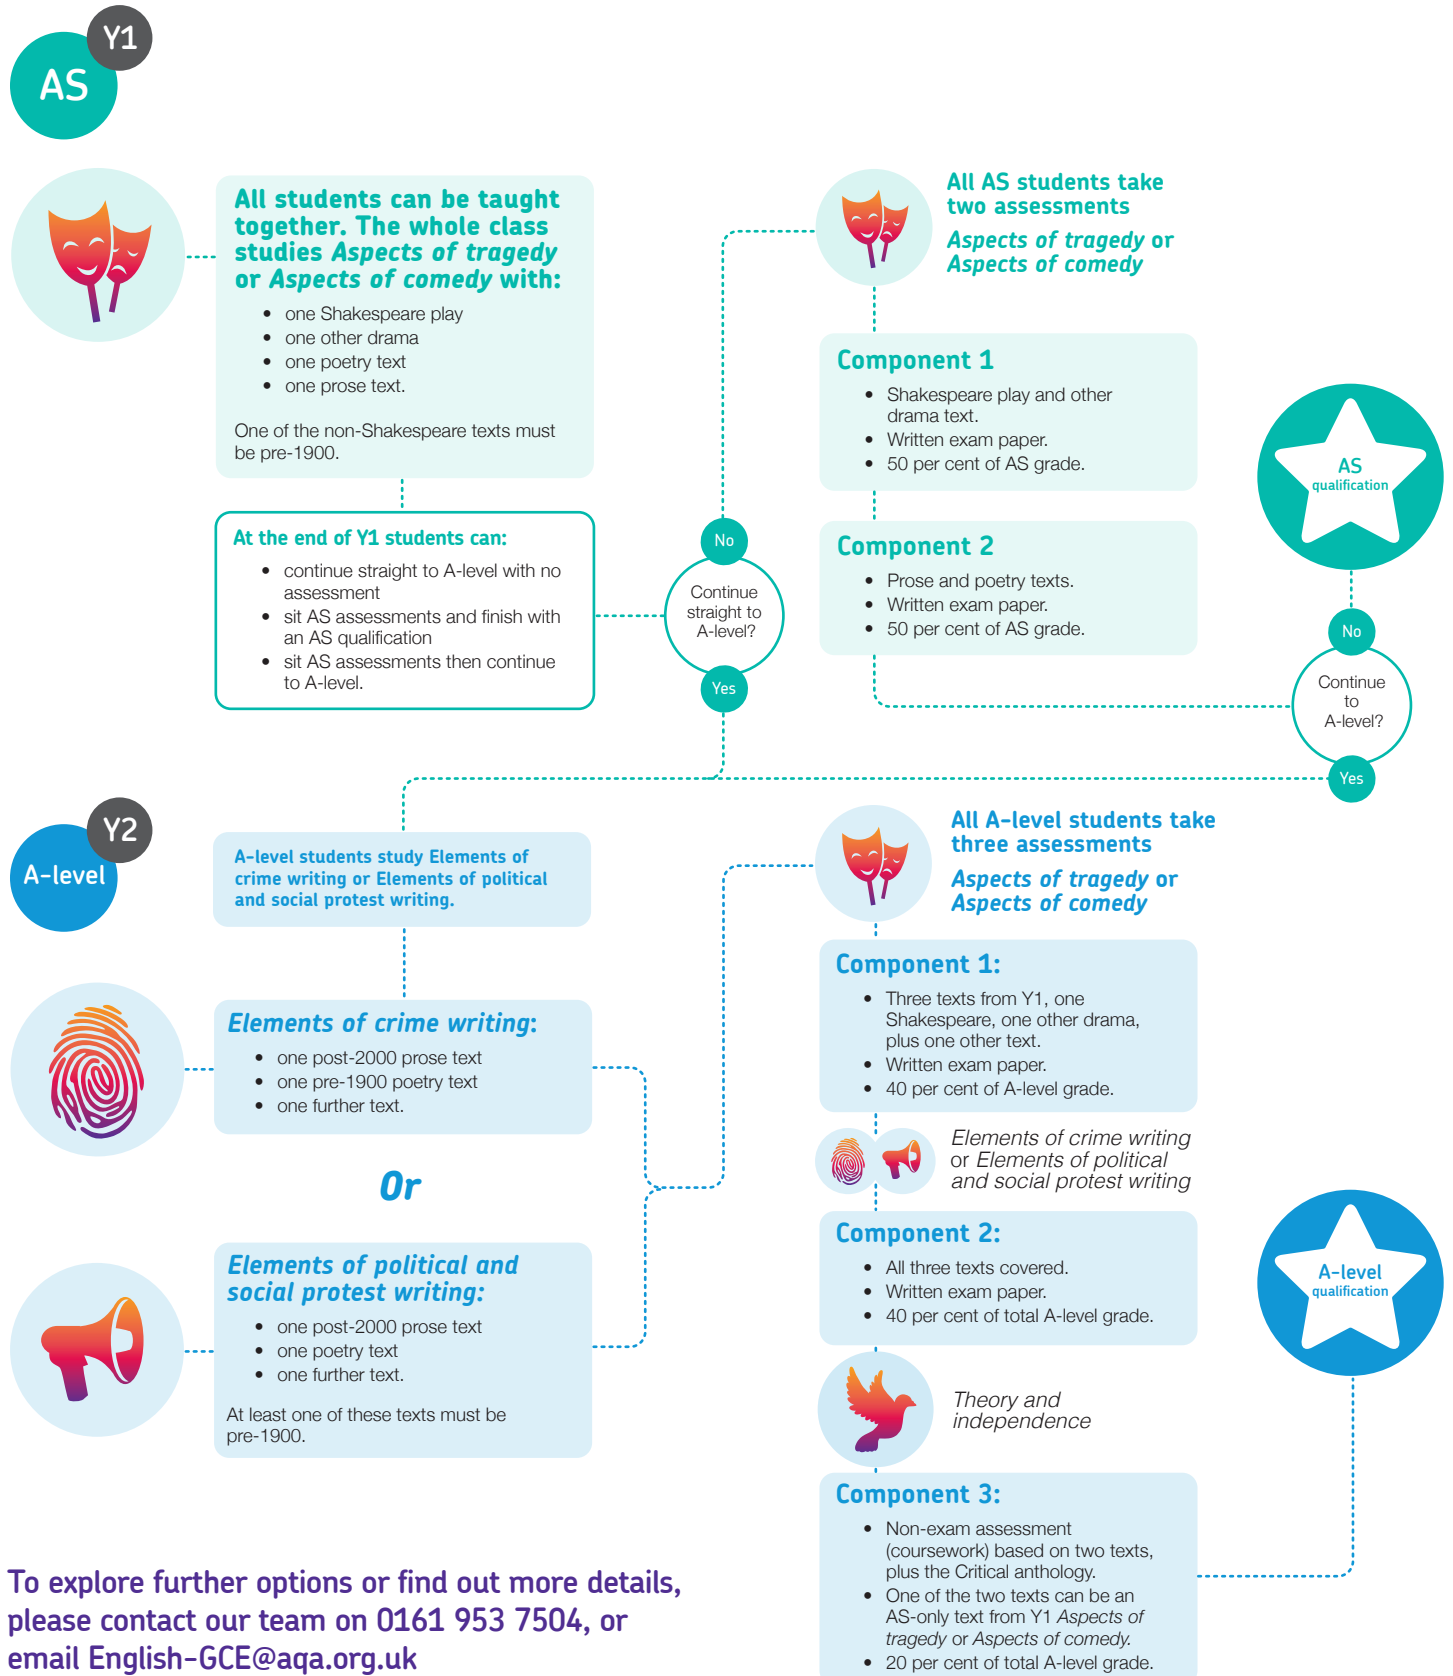 Y1
AS
All students can be taught
together. The whole class
studies Aspects of tragedy
or Aspects of comedy with:
• one Shakespeare play
• one other drama
• one poetry text
• one prose text.
One of the non-Shakespeare texts must
be pre-1900.
At the end of Y1 students can:
• continue straight to A-level with no
assessment
• sit AS assessments and finish with
an AS qualification
• sit AS assessments then continue
to A-level.
No
Continue
straight to
A-level?
Yes
All AS students take
two assessments
Aspects of tragedy or
Aspects of comedy
Component 1
• Shakespeare play and other
drama text.
• Written exam paper.
• 50 per cent of AS grade.
Component 2
• Prose and poetry texts.
• Written exam paper.
• 50 per cent of AS grade.
AS
qualification
No
Continue
to
A-level?
Yes
Y2
A-level
A-level students study Elements of
crime writing or Elements of political
and social protest writing.
Elements of crime writing:
• one post-2000 prose text
• one pre-1900 poetry text
• one further text.
Or
Elements of political and
social protest writing:
• one post-2000 prose text
• one poetry text
• one further text.
At least one of these texts must be
pre-1900.
All A-level students take
three assessments
Aspects of tragedy or
Aspects of comedy
Component 1:
• Three texts from Y1, one
Shakespeare, one other drama,
plus one other text.
• Written exam paper.
• 40 per cent of A-level grade.
Elements of crime writing
or Elements of political
and social protest writing
Component 2:
• All three texts covered.
• Written exam paper.
• 40 per cent of total A-level grade.
Theory and
independence
Component 3:
• Non-exam assessment
(coursework) based on two texts,
plus the Critical anthology.
• One of the two texts can be an
AS-only text from Y1 Aspects of
tragedy or Aspects of comedy.
• 20 per cent of total A-level grade.
A-level
qualification
To explore further options or find out more details,
please contact our team on 0161 953 7504, or
email English-GCE@aqa.org.uk